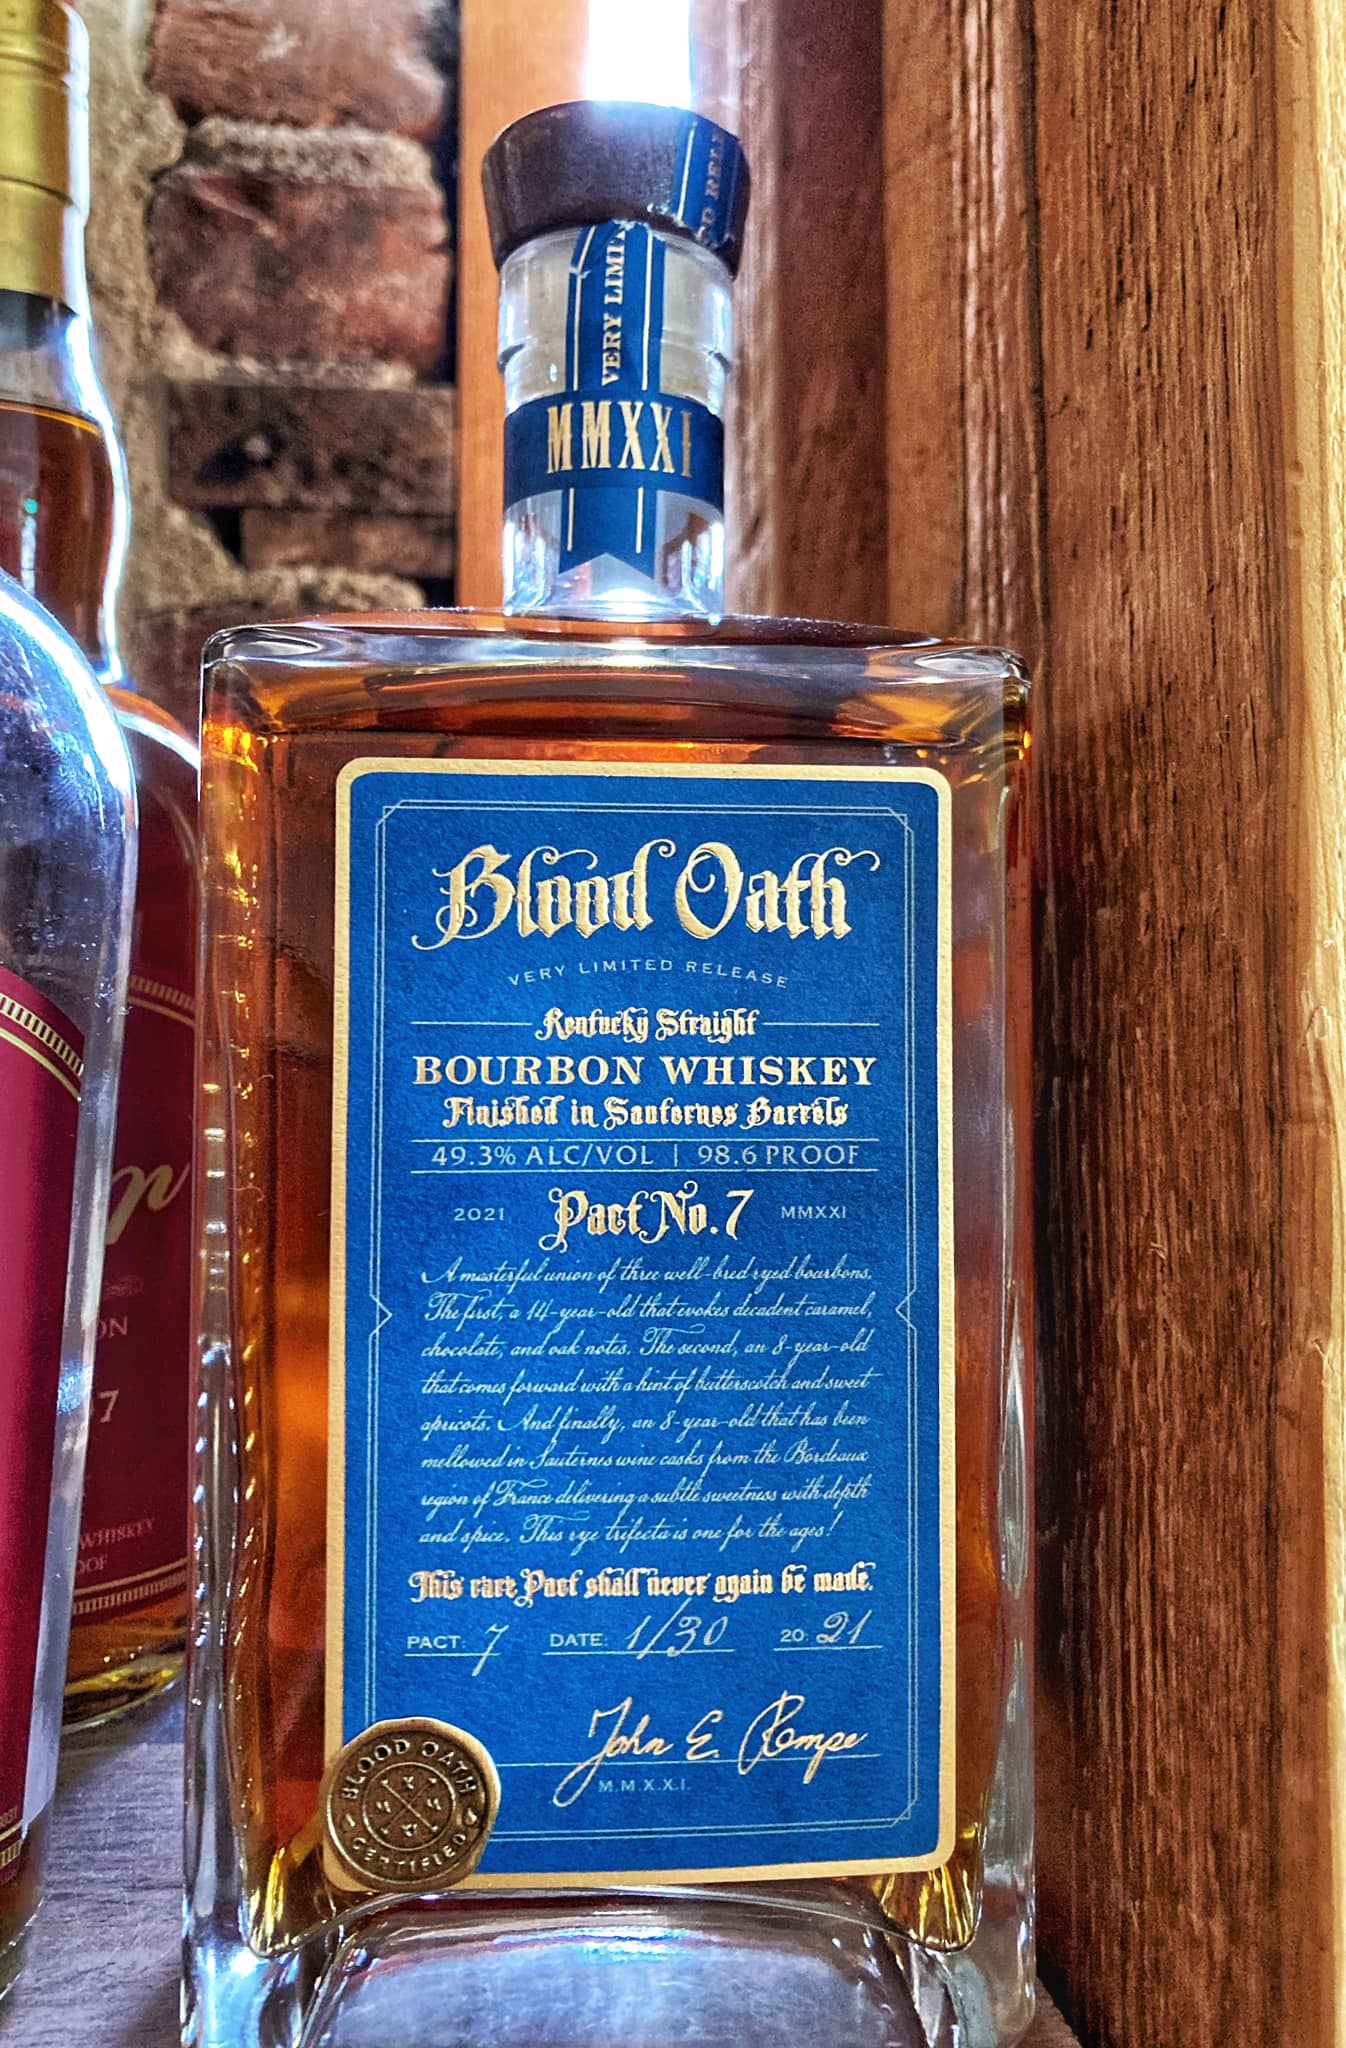 VERY LIMIT
D RELE
MMXXI
Blood Oath
VERY LIMITED RELEASE
Kentucky Straight
BOURBON WHISKEY
Finished in Sauternes Barrels
49.3% ALC/VOL | 98.6 PROOF
2021 Pact No. 7 MMXXI
A masterful union of three well-bred ryed bourbons.
The first, a 14-year-old that evokes decadent caramel,
chocolate, and oak notes. The second, an 8-year-old
that comes forward with a hint of butterscotch and sweet
apricots. And finally, an 8-year-old that has been
mellowed in Sauternes wine casks from the Bordeaux
region of France delivering a subtle sweetness with depth
and spice. This rye trifecta is one for the ages!
This rare Pact shall never again be made.
PACT: 7 DATE: 1/30 20: 21
John E. Rempe
M.M.X.X.I.
BLOOD OATH
CERTIFIED
ON
7
WHISKEY
OOF